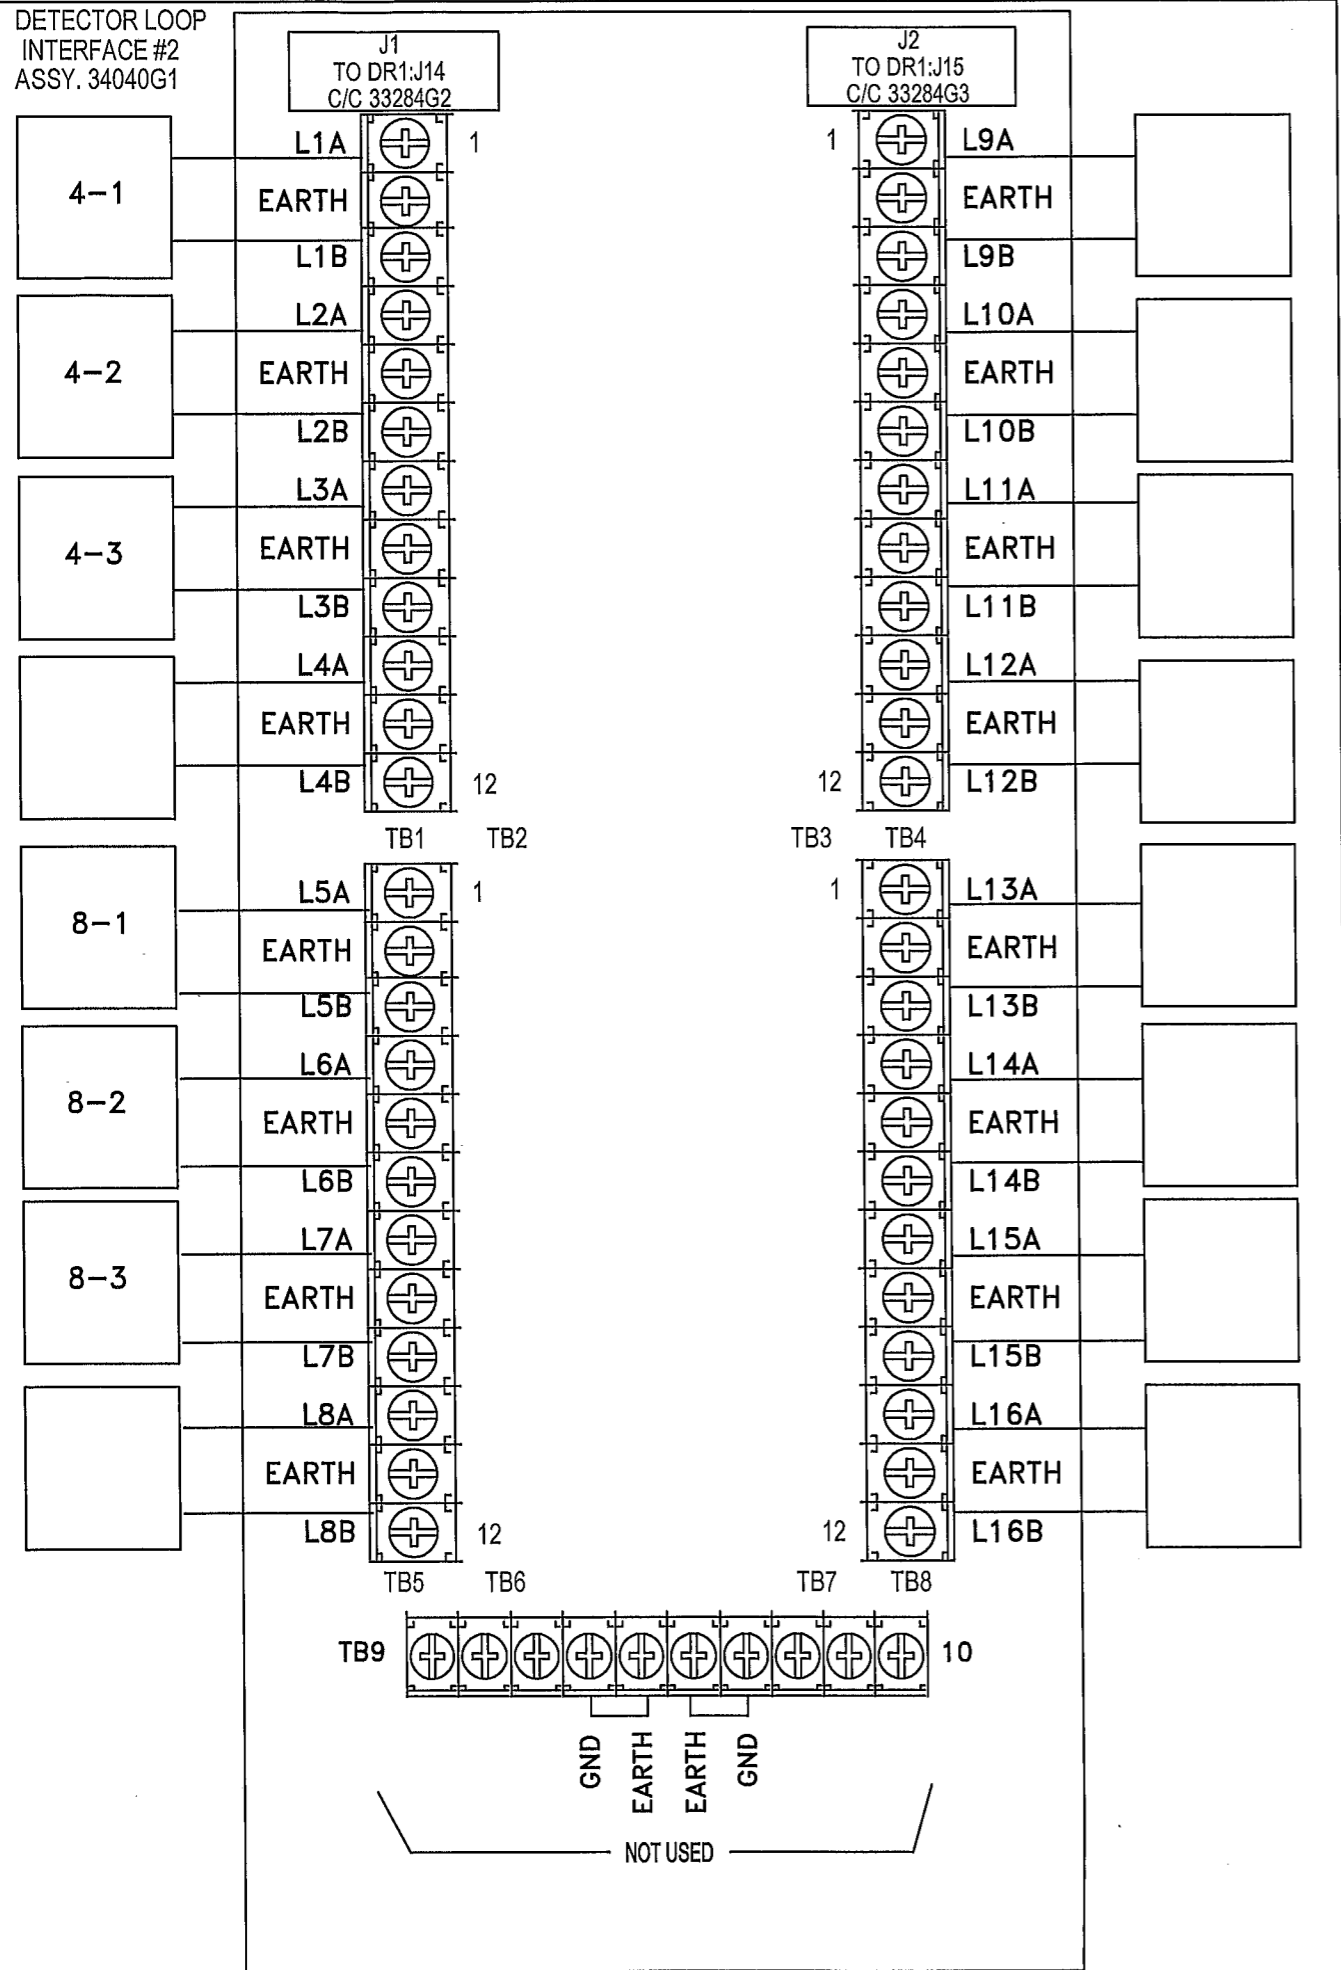 DETECTOR LOOP
INTERFACE #2
ASSY. 34040G1
J1
TO DR1:J14
C/C 33284G2
J2
TO DR1:J15
C/C 33284G3
4-1
L1A
1
EARTH
L1B
1
L9A
EARTH
L9B
4-2
L2A
EARTH
L2B
L10A
EARTH
L10B
4-3
L3A
EARTH
L3B
L11A
EARTH
L11B
L4A
EARTH
L4B
12
L12A
EARTH
12
L12B
TB1
TB2
TB3
TB4
8-1
L5A
1
EARTH
L5B
1
L13A
EARTH
L13B
8-2
L6A
EARTH
L6B
L14A
EARTH
L14B
8-3
L7A
EARTH
L7B
L15A
EARTH
L15B
L8A
EARTH
L8B
12
L16A
EARTH
12
L16B
TB5
TB6
TB7
TB8
TB9
10
GND
EARTH
EARTH
GND
NOT USED